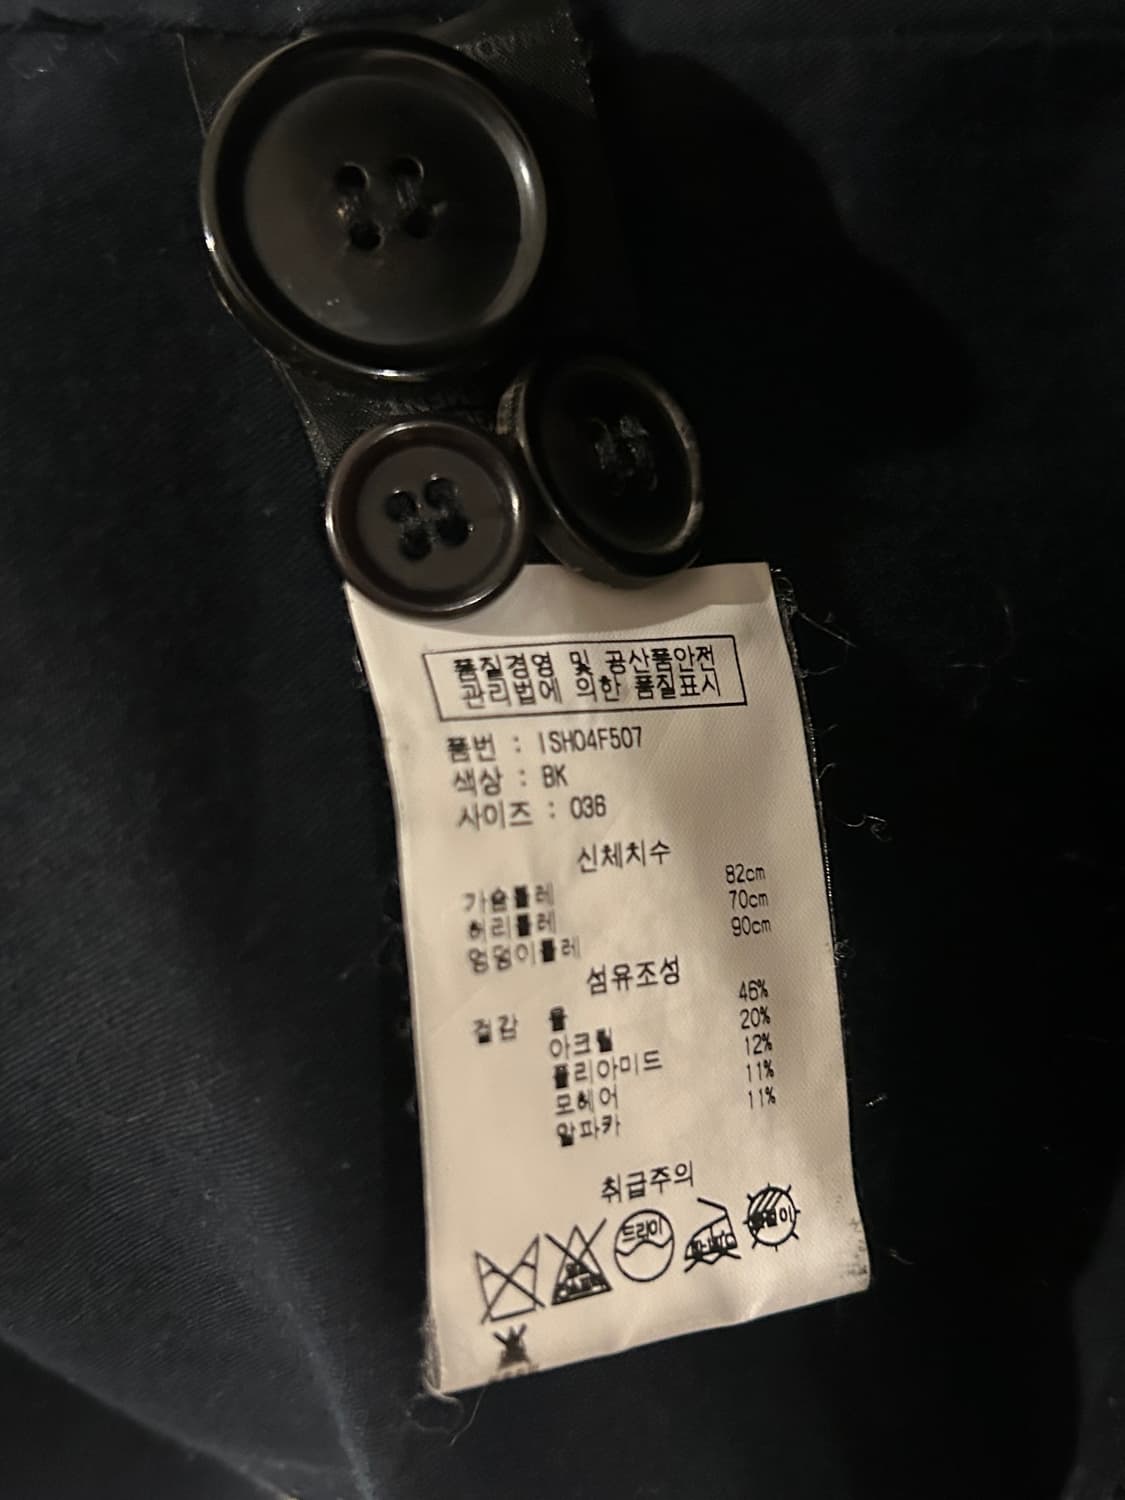 품질경영 및 공산품안전
관리법에 의한 품질표시
품번 : ISH04F507
색상 : BK
사이즈 : 036
신체치수
가슴둘레 82cm
허리둘레 70cm
엉덩이둘레 90cm
섬유조성
겉감 울 46%
아크릴 20%
폴리아미드 12%
모헤어 11%
알파카 11%
취급주의
드라이